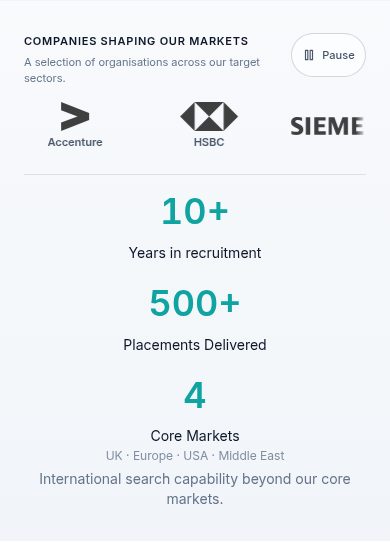 COMPANIES SHAPING OUR MARKETS
A selection of organisations across our target
sectors.
Pause
Accenture
HSBC
SIEME
10+
Years in recruitment
500+
Placements Delivered
4
Core Markets
UK · Europe · USA · Middle East
International search capability beyond our core
markets.